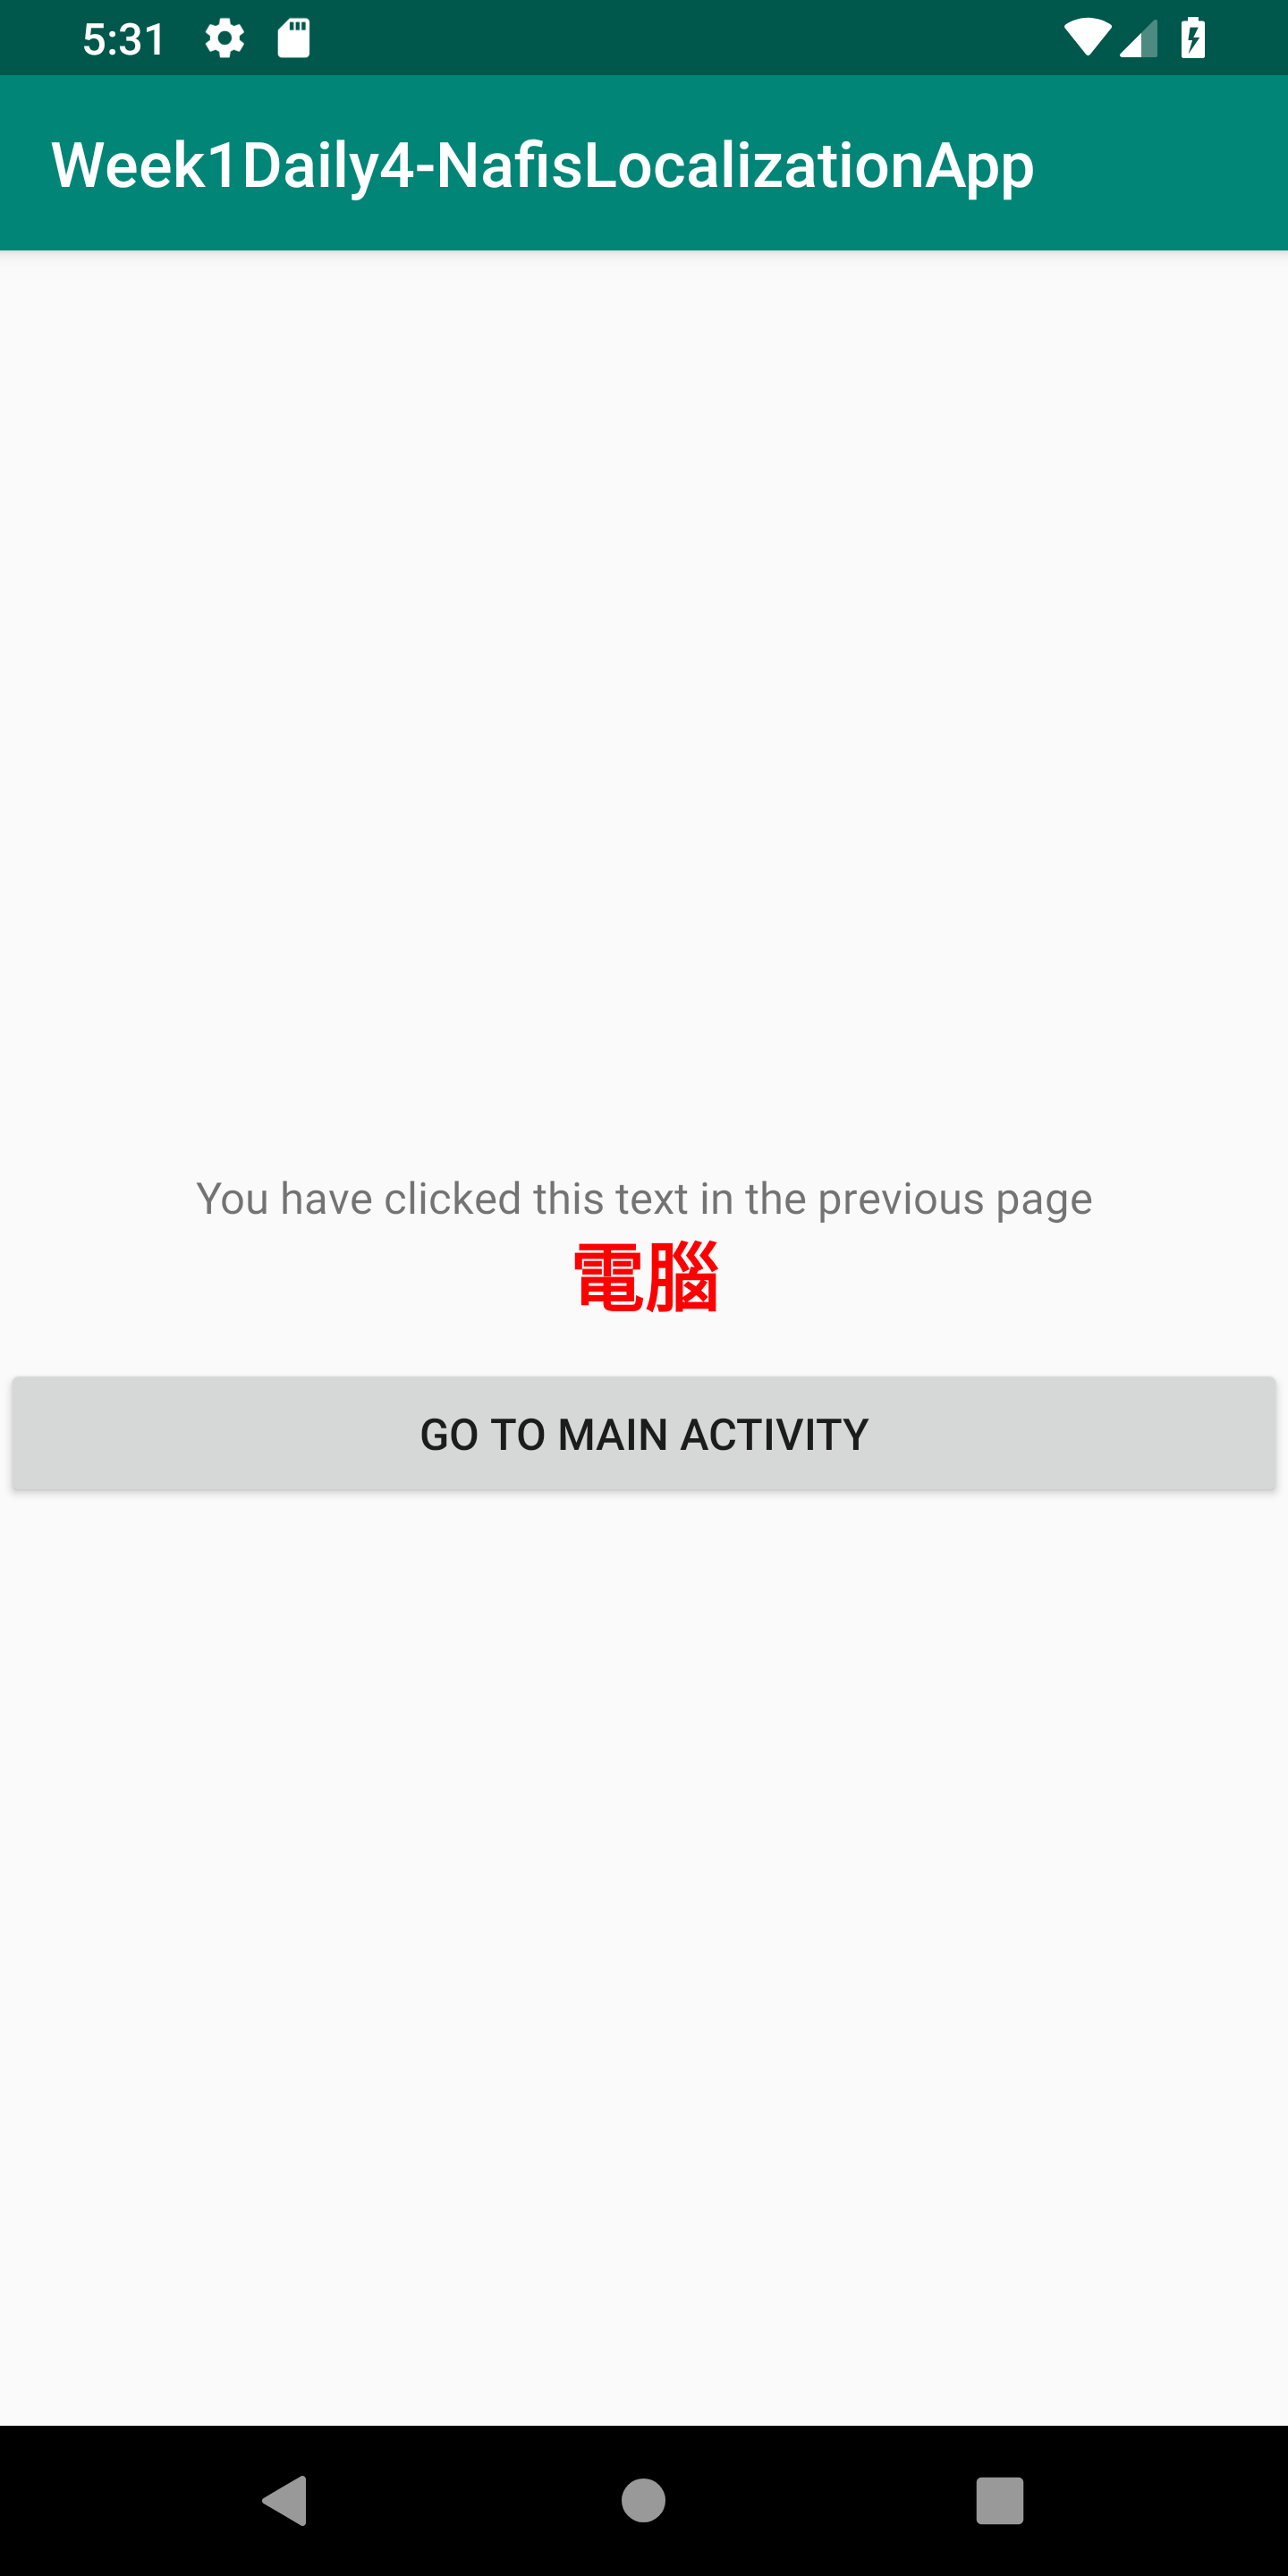 5:31
Week1Daily4-NafisLocalizationApp
You have clicked this text in the previous page
電腦
GO TO MAIN ACTIVITY